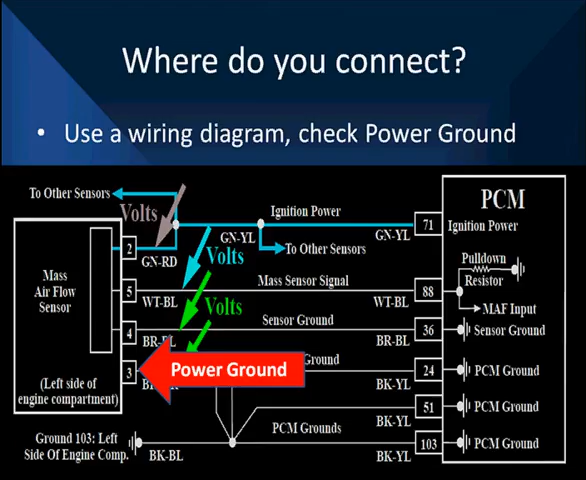 Where do you connect?
• Use a wiring diagram, check Power Ground
To Other Sensors
Volts
Ignition Power
PCM
71
Ignition Power
GN-YL
GN-YL
2
GN-RD
To Other Sensors
Volts
Pulldown
Resistor
Mass
Air Flow
Sensor
5
WT-BL
Mass Sensor Signal
WT-BL
88
MAF Input
Volts
Sensor Ground
4
BR-BL
BR-BL
36
Sensor Ground
3
Power Ground
Ground
24
PCM Ground
BK-YL
(Left side of
engine compartment)
51
PCM Ground
BK-YL
PCM Grounds
Ground 103: Left
Side Of Engine Comp.
BK-BL
103
PCM Ground
BK-YL